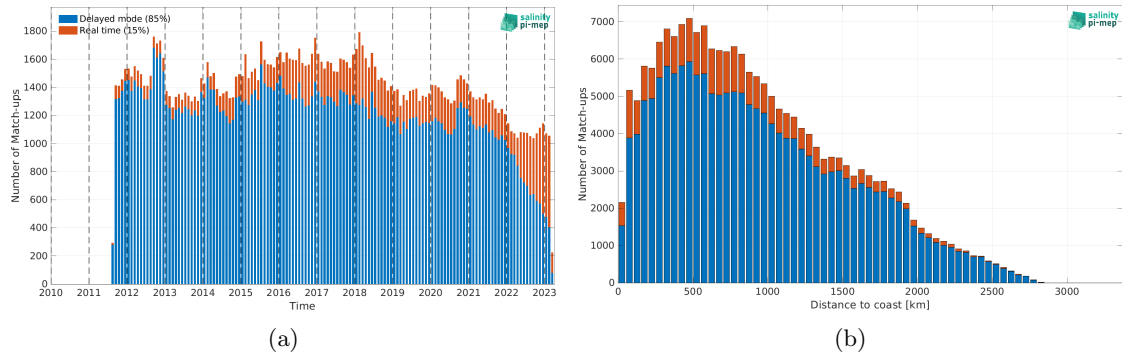 Delayed mode (85%)
Real time (15%)
salinity
pi-mep
Number of Match-ups
1800
1600
1400
1200
1000
800
600
400
200
0
2010 2011 2012 2013 2014 2015 2016 2017 2018 2019 2020 2021 2022 2023
Time
(a)
salinity
pi-mep
Number of Match-ups
7000
6000
5000
4000
3000
2000
1000
0
0 500 1000 1500 2000 2500 3000
Distance to coast [km]
(b)